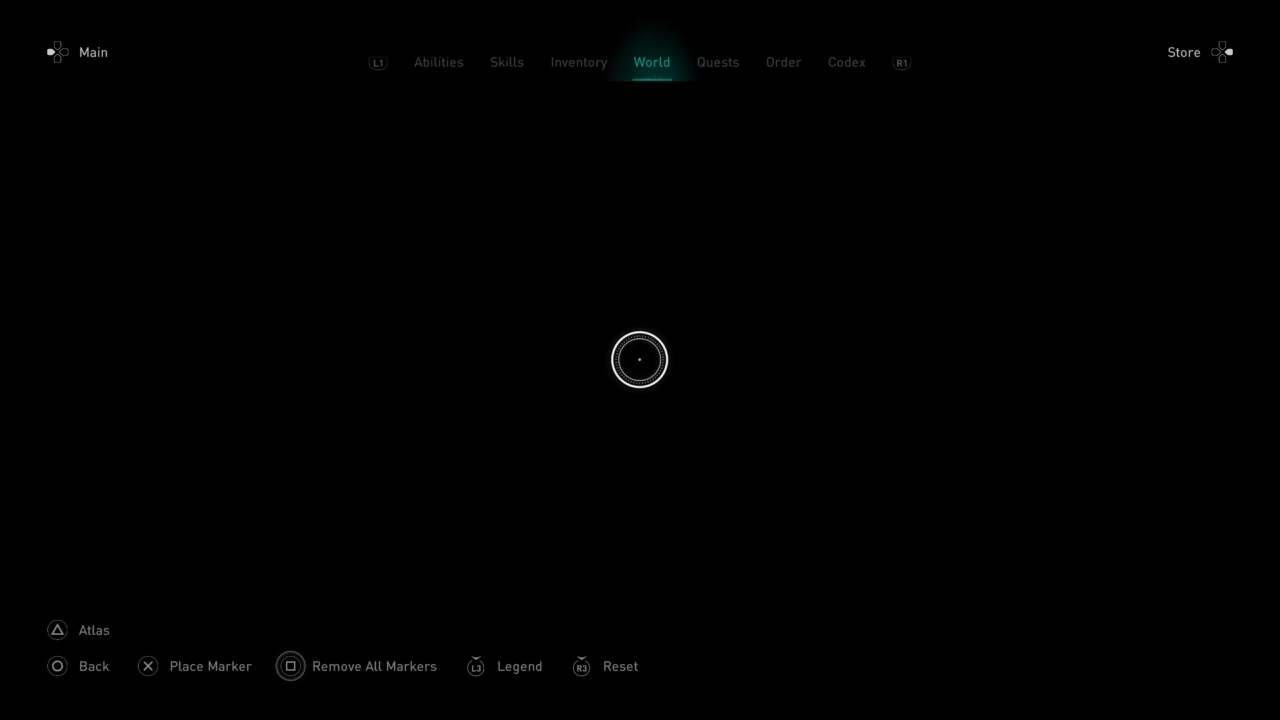 Main
L1 Abilities Skills Inventory World Quests Order Codex R1
Store
Atlas
Back Place Marker Remove All Markers L3 Legend R3 Reset